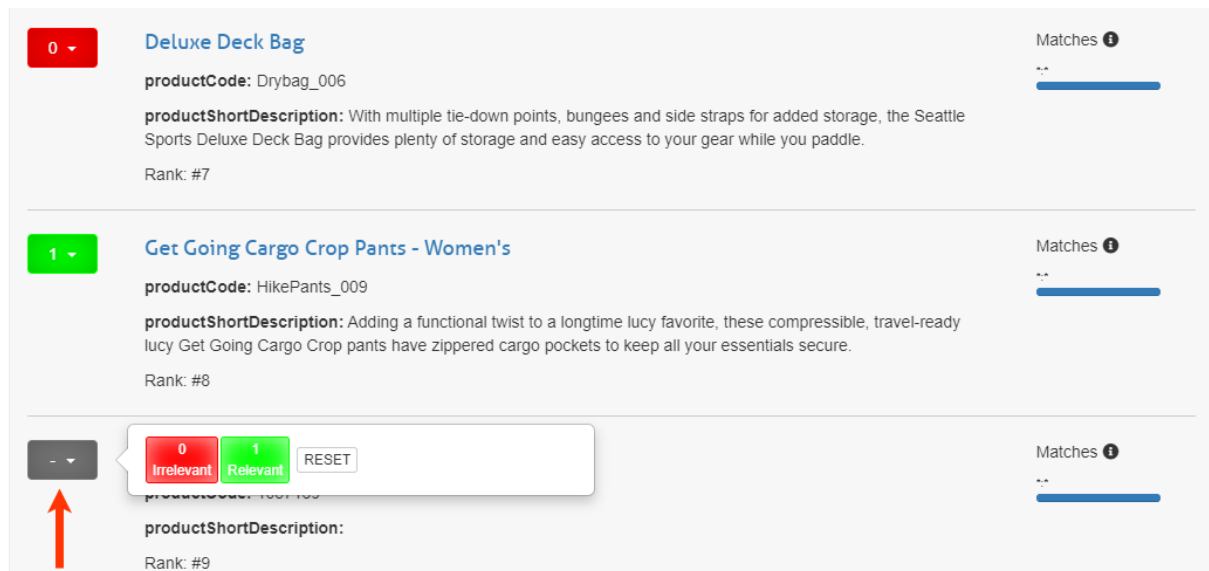 0
Deluxe Deck Bag
Matches
productCode: Drybag_006
*:*
productShortDescription: With multiple tie-down points, bungees and side straps for added storage, the Seattle
Sports Deluxe Deck Bag provides plenty of storage and easy access to your gear while you paddle.
Rank: #7
1
Get Going Cargo Crop Pants - Women's
Matches
productCode: HikePants_009
*:*
productShortDescription: Adding a functional twist to a longtime lucy favorite, these compressible, travel-ready
lucy Get Going Cargo Crop pants have zippered cargo pockets to keep all your essentials secure.
Rank: #8
-
0
Irrelevant
1
Relevant
RESET
Matches
*:*
productShortDescription:
Rank: #9